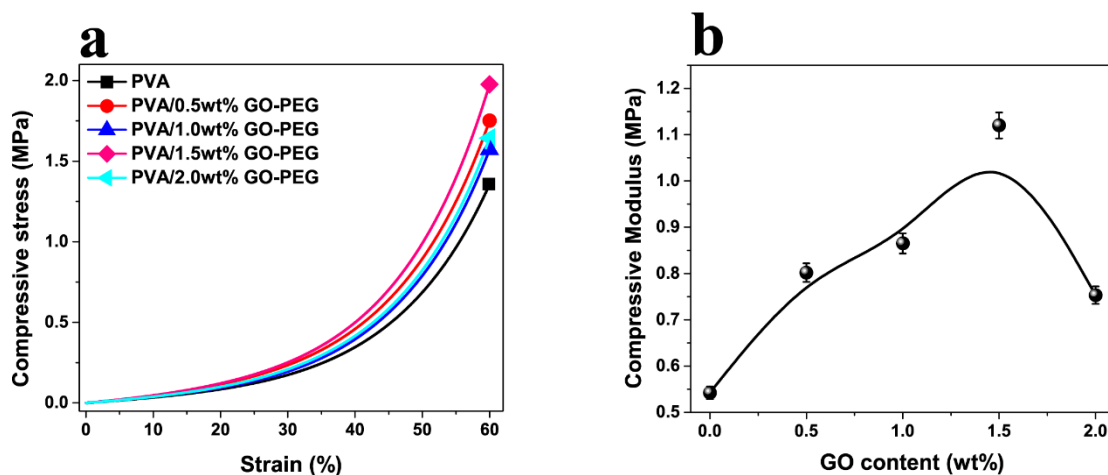 a
PVA
PVA/0.5wt% GO-PEG
PVA/1.0wt% GO-PEG
PVA/1.5wt% GO-PEG
PVA/2.0wt% GO-PEG
Compressive stress (MPa)
2.0
1.5
1.0
0.5
0.0
0 10 20 30 40 50 60
Strain (%)
b
Compressive Modulus (MPa)
1.2
1.1
1.0
0.9
0.8
0.7
0.6
0.5
0.0 0.5 1.0 1.5 2.0
GO content (wt%)